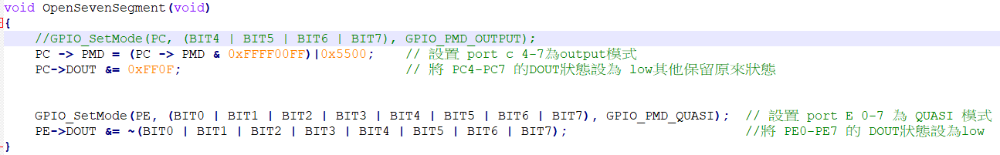 void OpenSevenSegment(void)
{
//GPIO_SetMode(PC, (BIT4 | BIT5 | BIT6 | BIT7), GPIO_PMD_OUTPUT);
PC -> PMD = (PC -> PMD & 0xFFFF00FF)|0x5500; // 設置 port c 4-7為output模式
PC->DOUT &= 0xFF0F; // 將 PC4-PC7 的DOUT狀態設為 low其他保留原來狀態
GPIO_SetMode(PE, (BIT0 | BIT1 | BIT2 | BIT3 | BIT4 | BIT5 | BIT6 | BIT7), GPIO_PMD_QUASI); // 設置 port E 0-7 為 QUASI 模式
PE->DOUT &= ~(BIT0 | BIT1 | BIT2 | BIT3 | BIT4 | BIT5 | BIT6 | BIT7); //將 PE0-PE7 的 DOUT狀態設為low
}